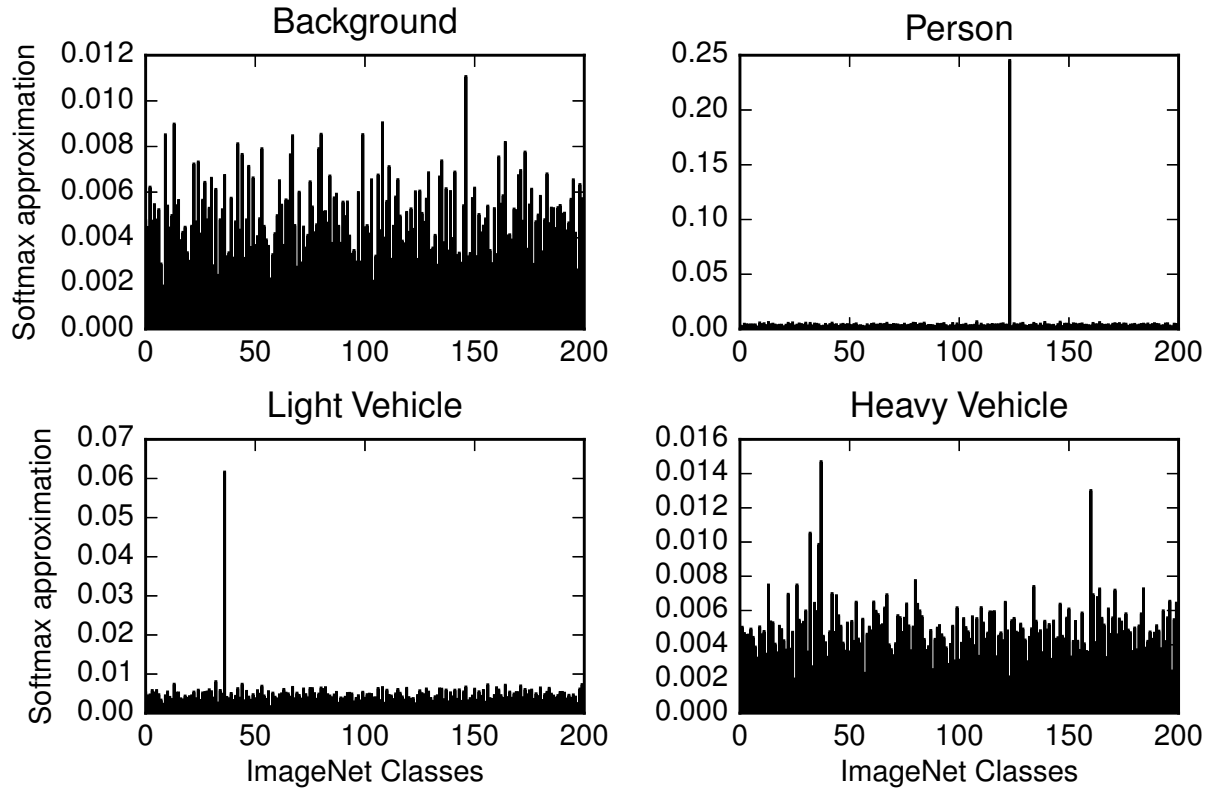 Background
Softmax approximation
0.012
0.010
0.008
0.006
0.004
0.002
0.000
0 50 100 150 200
Person
0.25
0.20
0.15
0.10
0.05
0.00
0 50 100 150 200
Light Vehicle
Softmax approximation
0.07
0.06
0.05
0.04
0.03
0.02
0.01
0.00
0 50 100 150 200
ImageNet Classes
Heavy Vehicle
0.016
0.014
0.012
0.010
0.008
0.006
0.004
0.002
0.000
0 50 100 150 200
ImageNet Classes